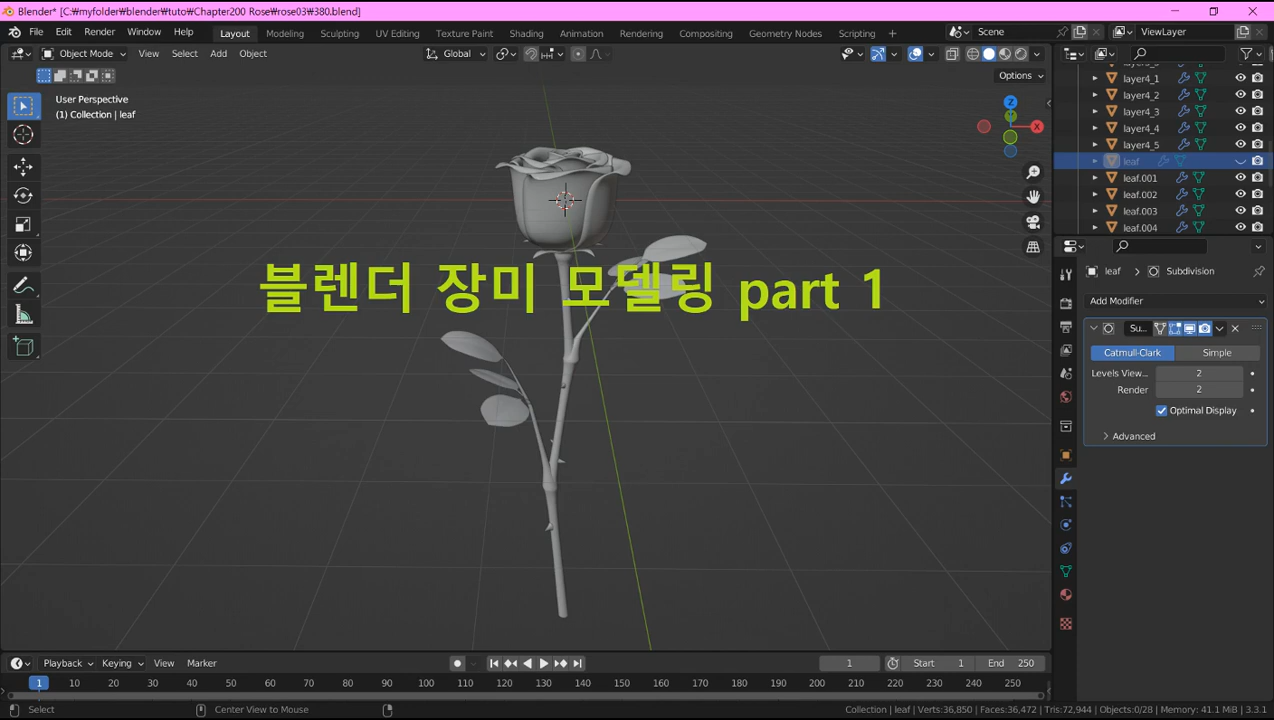 Blender* [C:₩myfolder₩blender₩tuto₩Chapter200 Rose₩rose03₩380.blend]
File Edit Render Window Help Layout Modeling Sculpting UV Editing Texture Paint Shading Animation Rendering Compositing Geometry Nodes Scripting + Scene ViewLayer
Object Mode View Select Add Object Global
Options
User Perspective
(1) Collection | leaf
Z
Y
X
layer4_1
layer4_2
layer4_3
layer4_4
layer4_5
leaf
leaf.001
leaf.002
leaf.003
leaf.004
leaf > Subdivision
Add Modifier
Su...
Catmull-Clark Simple
Levels View... 2
Render 2
Optimal Display
Advanced
블렌더 장미 모델링 part 1
Playback Keying View Marker 1 Start 1 End 250
1 10 20 30 40 50 60 70 80 90 100 110 120 130 140 150 160 170 180 190 200 210 220 230 240 250
Select Center View to Mouse Collection | leaf | Verts:36,850 | Faces:36,472 | Tris:72,944 | Objects:0/28 | Memory: 41.1 MiB | 3.3.1